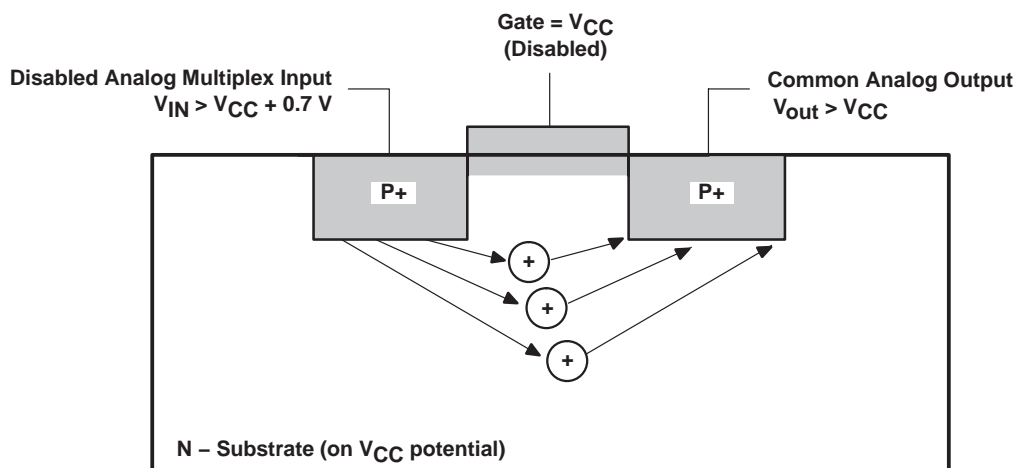 Gate = VCC
(Disabled)
Disabled Analog Multiplex Input
VIN > VCC + 0.7 V
Common Analog Output
Vout > VCC
P+
P+
+
+
+
N – Substrate (on VCC potential)